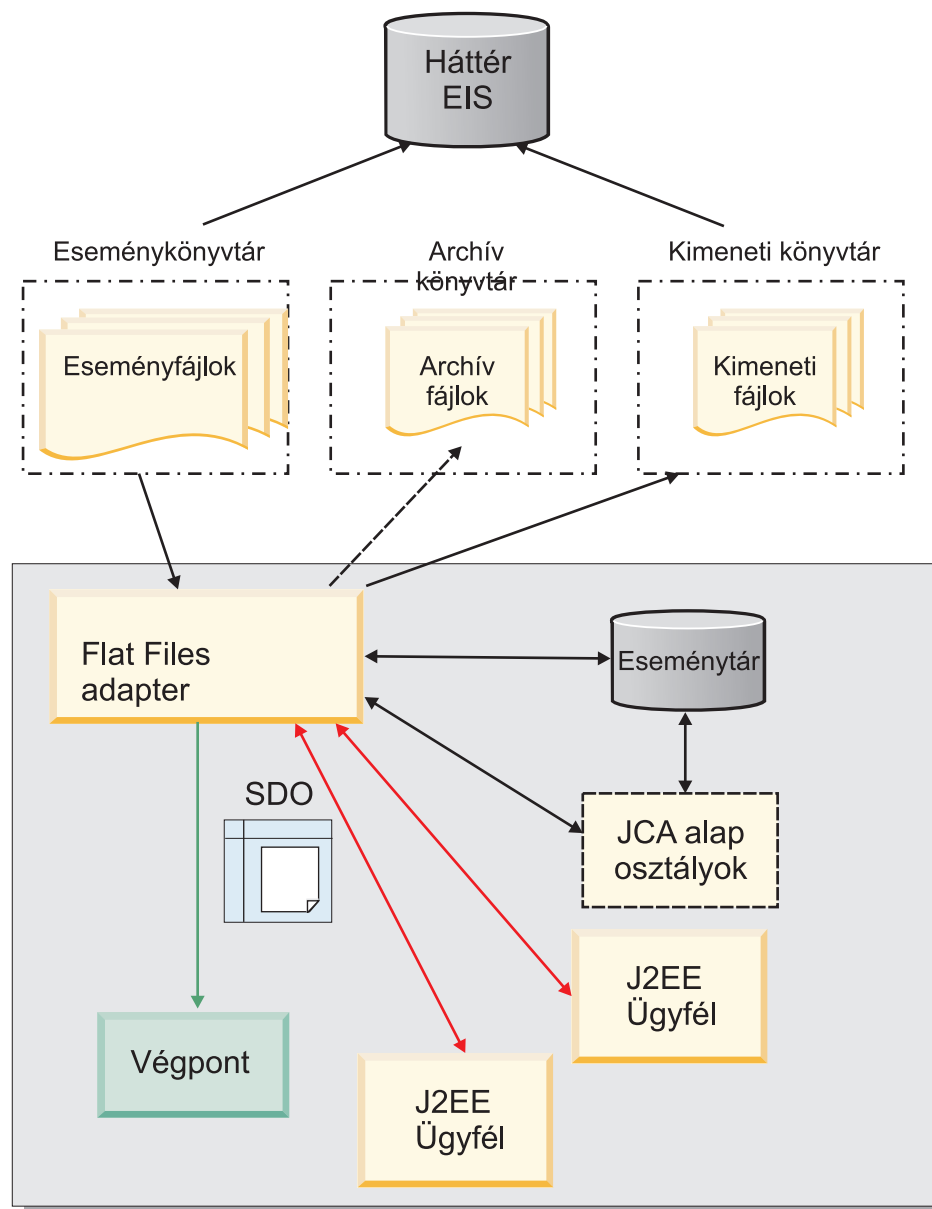 Háttér
EIS
Eseménykönyvtár
Archív
könyvtár
Kimeneti könyvtár
Eseményfájlok
Archív
fájlok
Kimeneti
fájlok
Flat Files
adapter
Eseménytár
SDO
JCA alap
osztályok
J2EE
Ügyfél
Végpont
J2EE
Ügyfél